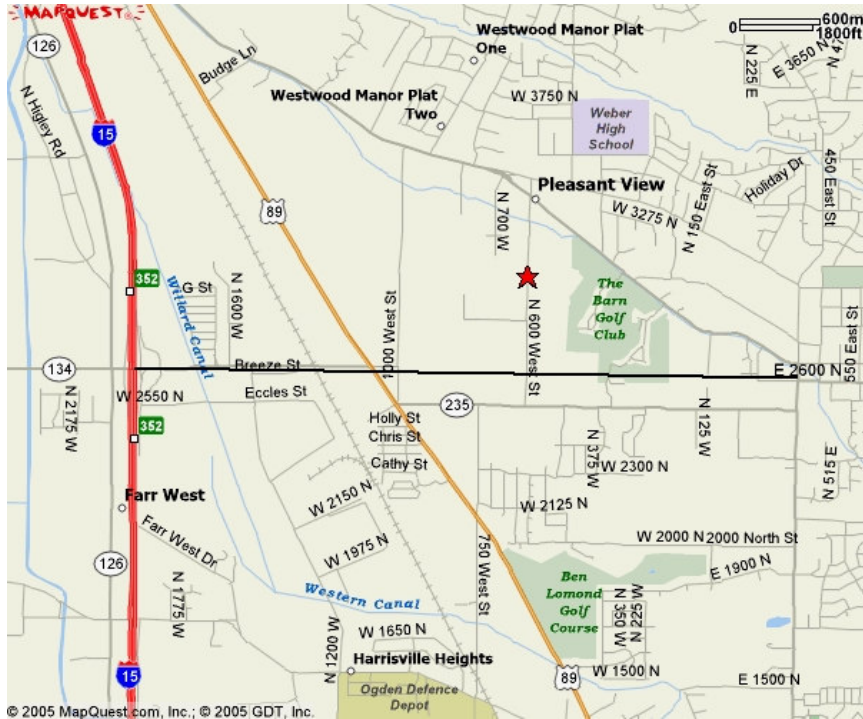 MAPQUEST
126
Budge Ln
Westwood Manor Plat
One
600m
1800ft
N 225 E
E 3650 N
N 47
W 3750 N
Westwood Manor Plat
Two
Weber
High
School
N Higley Rd
15
450 East St
Holiday Dr
N 150 East St
Pleasant View
N 700 W
W 3275 N
89
352
G St
Willard Canal
N 1600 W
1000 West St
N 600 West St
The
Barn
Golf
Club
550 East St
134
Breeze St
E 2600 N
W 2550 N
Eccles St
235
N 2175 W
352
Holly St
Chris St
Cathy St
N 125 W
N 375 W
W 2300 N
N 515 E
Farr West
W 2150 N
W 2125 N
Farr West Dr
W 1975 N
750 West St
W 2000 N
2000 North St
E 1900 N
126
N 1775 W
Western Canal
Ben
Lomond
Golf
Course
N 350 W
N 225 W
N 1200 W
W 1650 N
Harrisville Heights
W 1500 N
E 1500 N
15
89
Ogden Defence
Depot
© 2005 MapQuest.com, Inc.; © 2005 GDT, Inc.